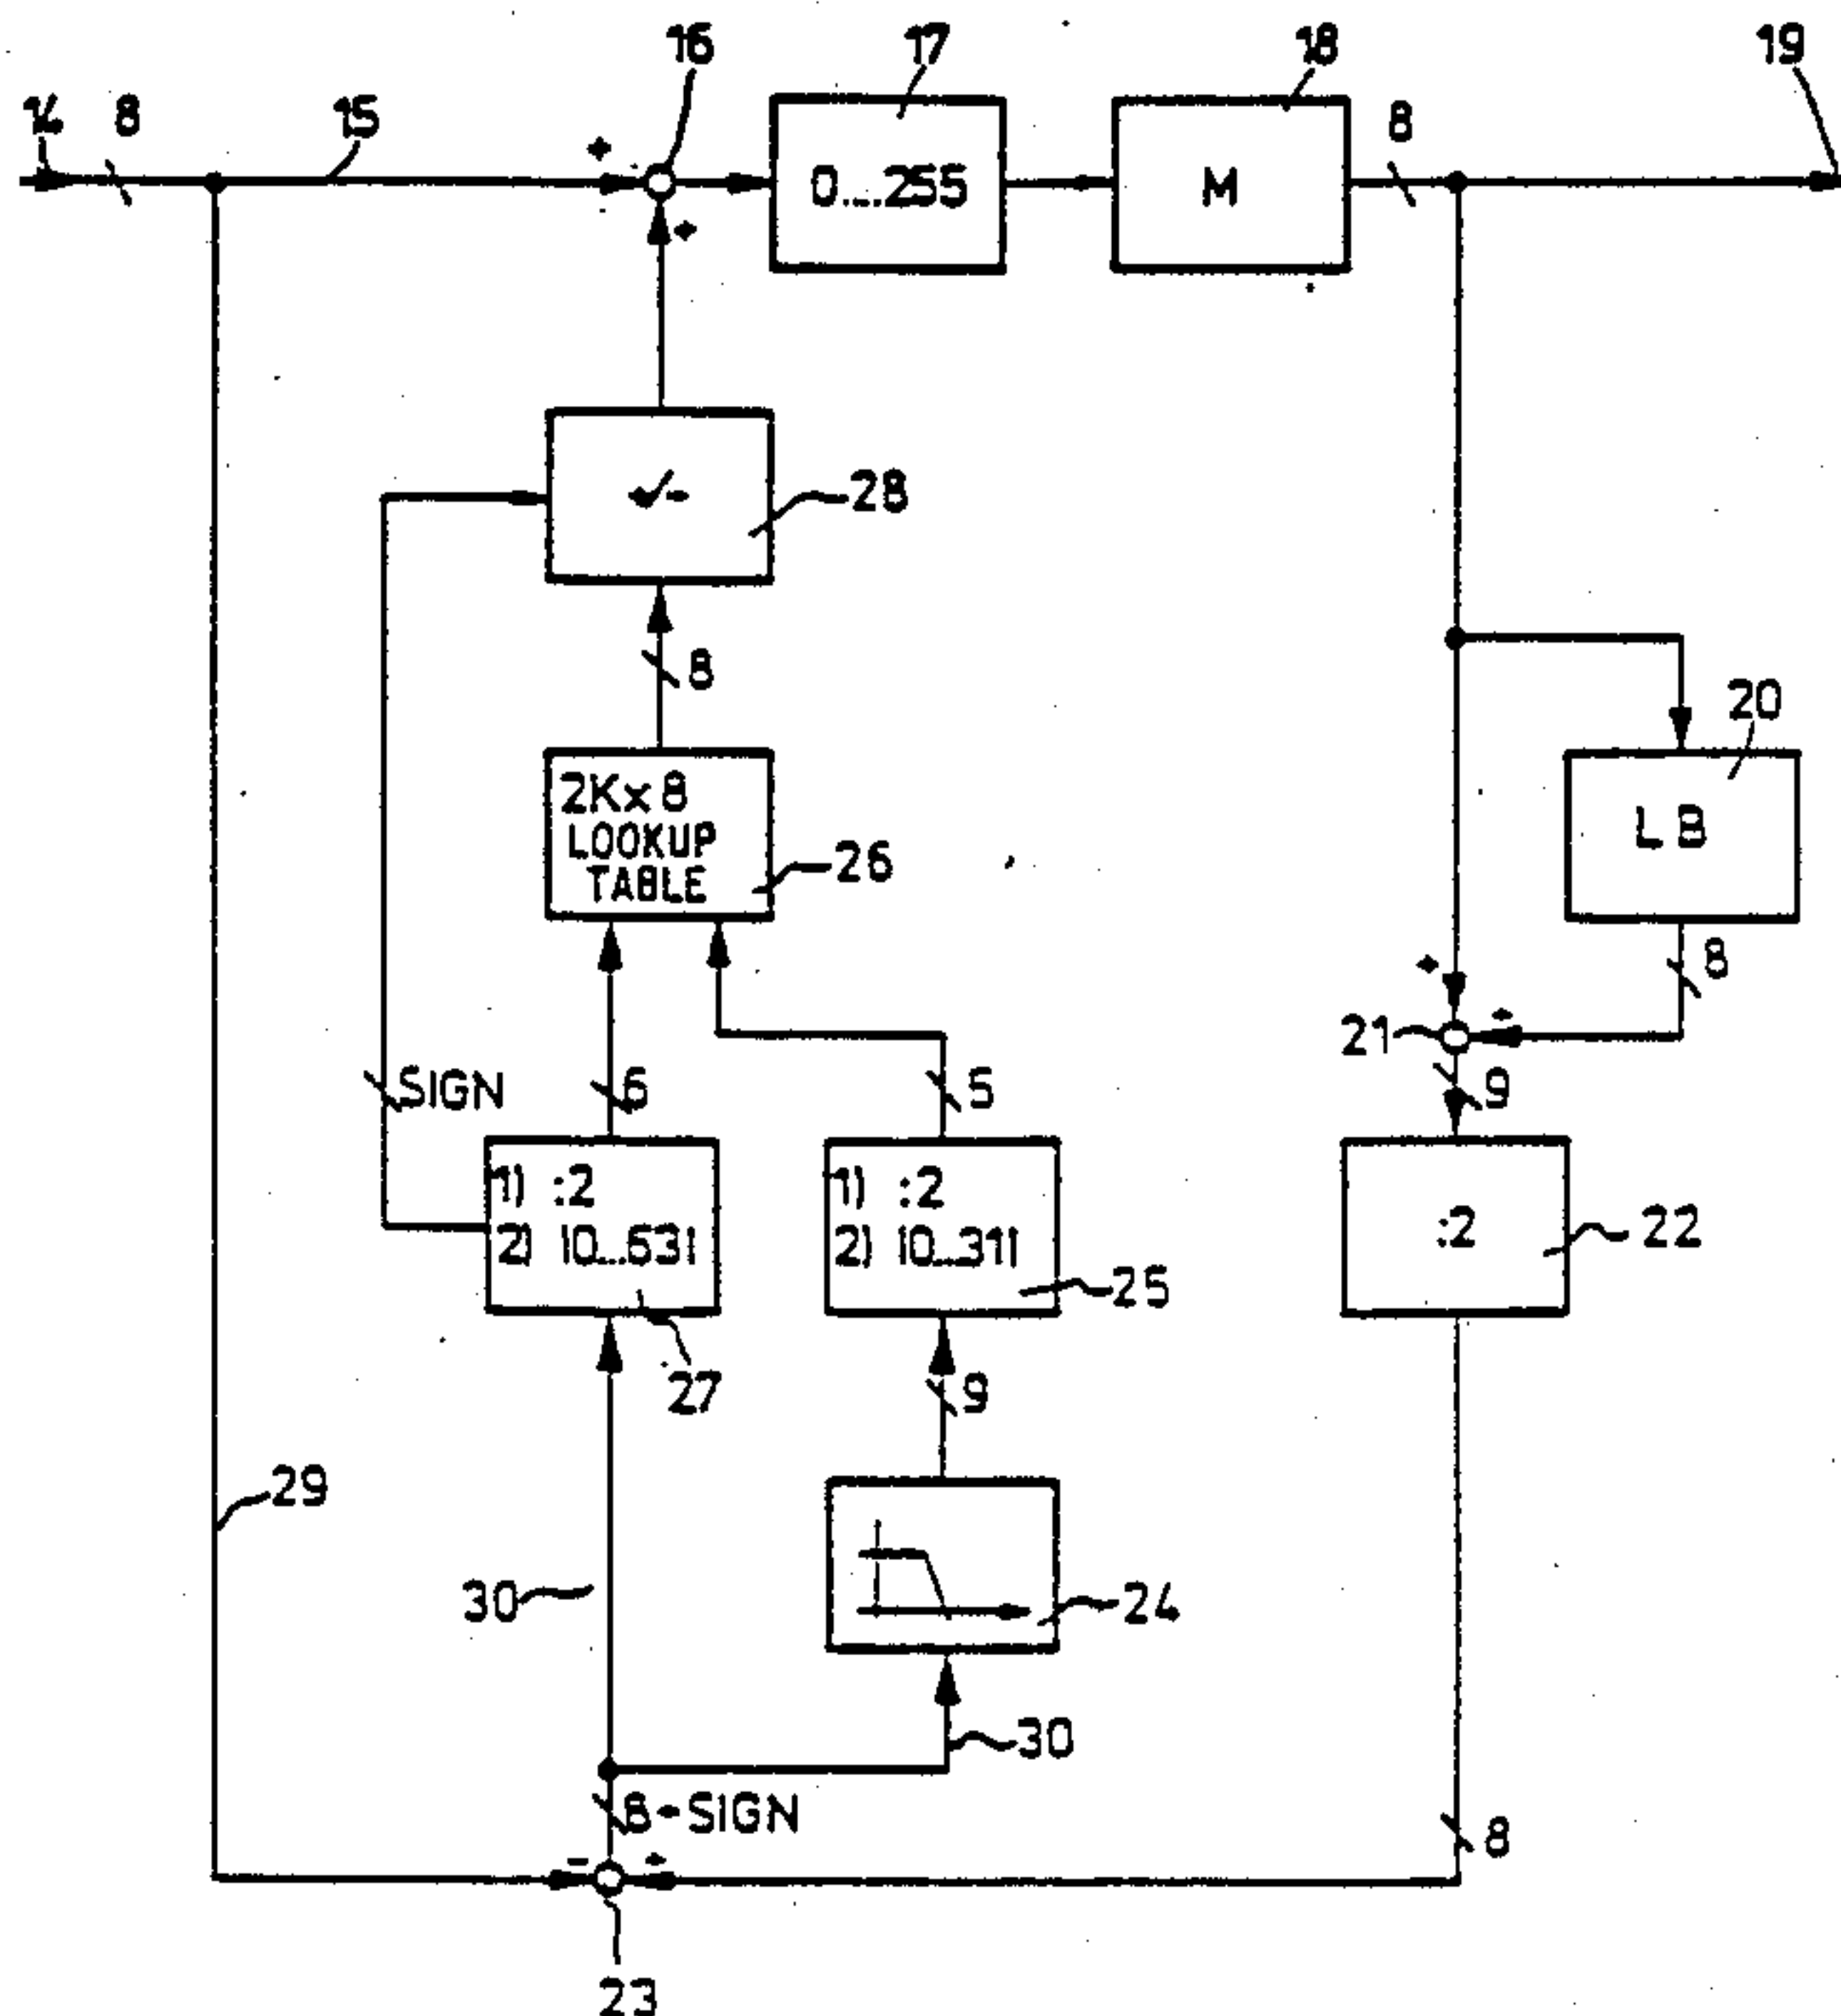 16 17 18 19
14 8 15 + 8
0...255 M
+
+/- 28
8 20
2Kx8
LOOKUP
TABLE
26
LB
8
+ +
21
SIGN 6 5 9
1) :2
2) |0...63|
1) :2
2) |0...31|
:2 22
25
27 9
29
30 24
30
8+SIGN 8
- +
23